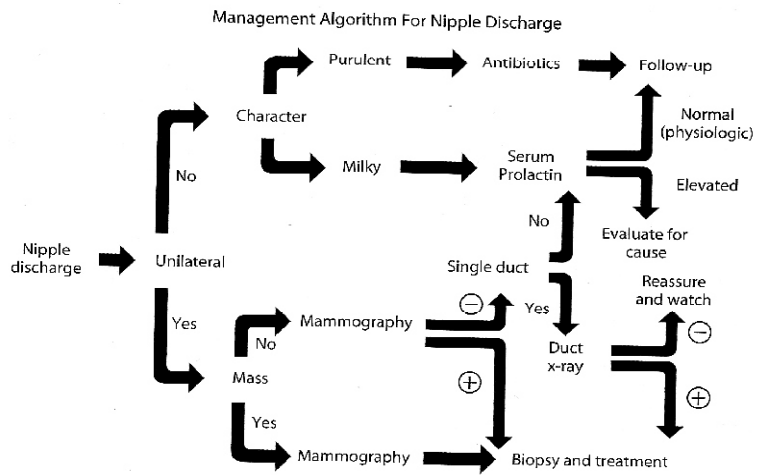 Management Algorithm For Nipple Discharge
Purulent
Antibiotics
Follow-up
Character
Normal
(physiologic)
No
Milky
Serum
Prolactin
Elevated
No
Evaluate for
cause
Nipple
discharge
Unilateral
Single duct
Reassure
and watch
Yes
Mammography
−
Yes
No
Duct
x-ray
−
Mass
+
+
Yes
Mammography
Biopsy and treatment